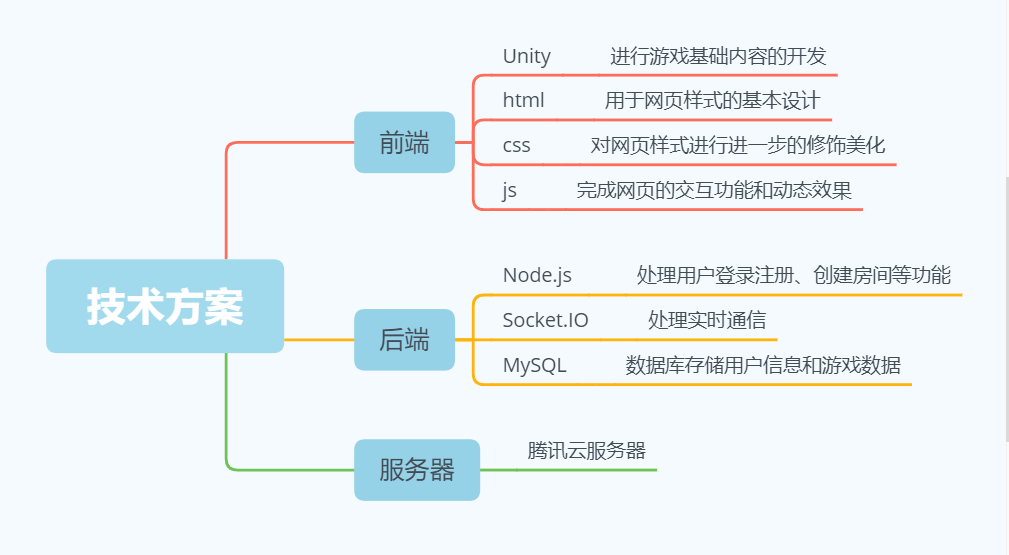 技术方案
前端
Unity 进行游戏基础内容的开发
html 用于网页样式的基本设计
css 对网页样式进行进一步的修饰美化
js 完成网页的交互功能和动态效果
后端
Node.js 处理用户登录注册、创建房间等功能
Socket.IO 处理实时通信
MySQL 数据库存储用户信息和游戏数据
服务器
腾讯云服务器